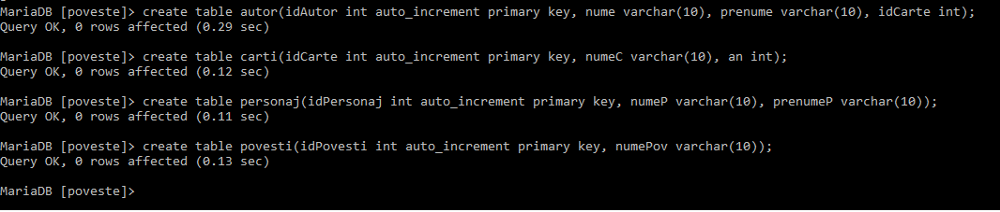 MariaDB [poveste]> create table autor(idAutor int auto_increment primary key, nume varchar(10), prenume varchar(10), idCarte int);
Query OK, 0 rows affected (0.29 sec)
MariaDB [poveste]> create table carti(idCarte int auto_increment primary key, numeC varchar(10), an int);
Query OK, 0 rows affected (0.12 sec)
MariaDB [poveste]> create table personaj(idPersonaj int auto_increment primary key, numeP varchar(10), prenumeP varchar(10));
Query OK, 0 rows affected (0.11 sec)
MariaDB [poveste]> create table povesti(idPovesti int auto_increment primary key, numePov varchar(10));
Query OK, 0 rows affected (0.13 sec)
MariaDB [poveste]>